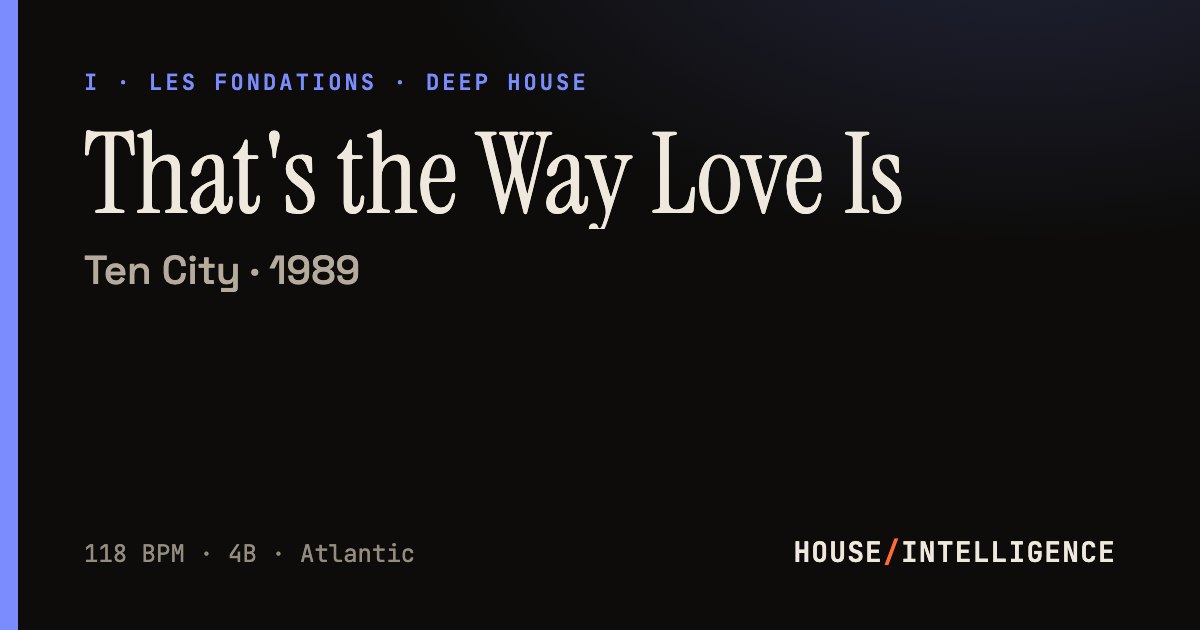 I · LES FONDATIONS · DEEP HOUSE
That's the Way Love Is
Ten City · 1989
118 BPM · 4B · Atlantic
HOUSE/INTELLIGENCE